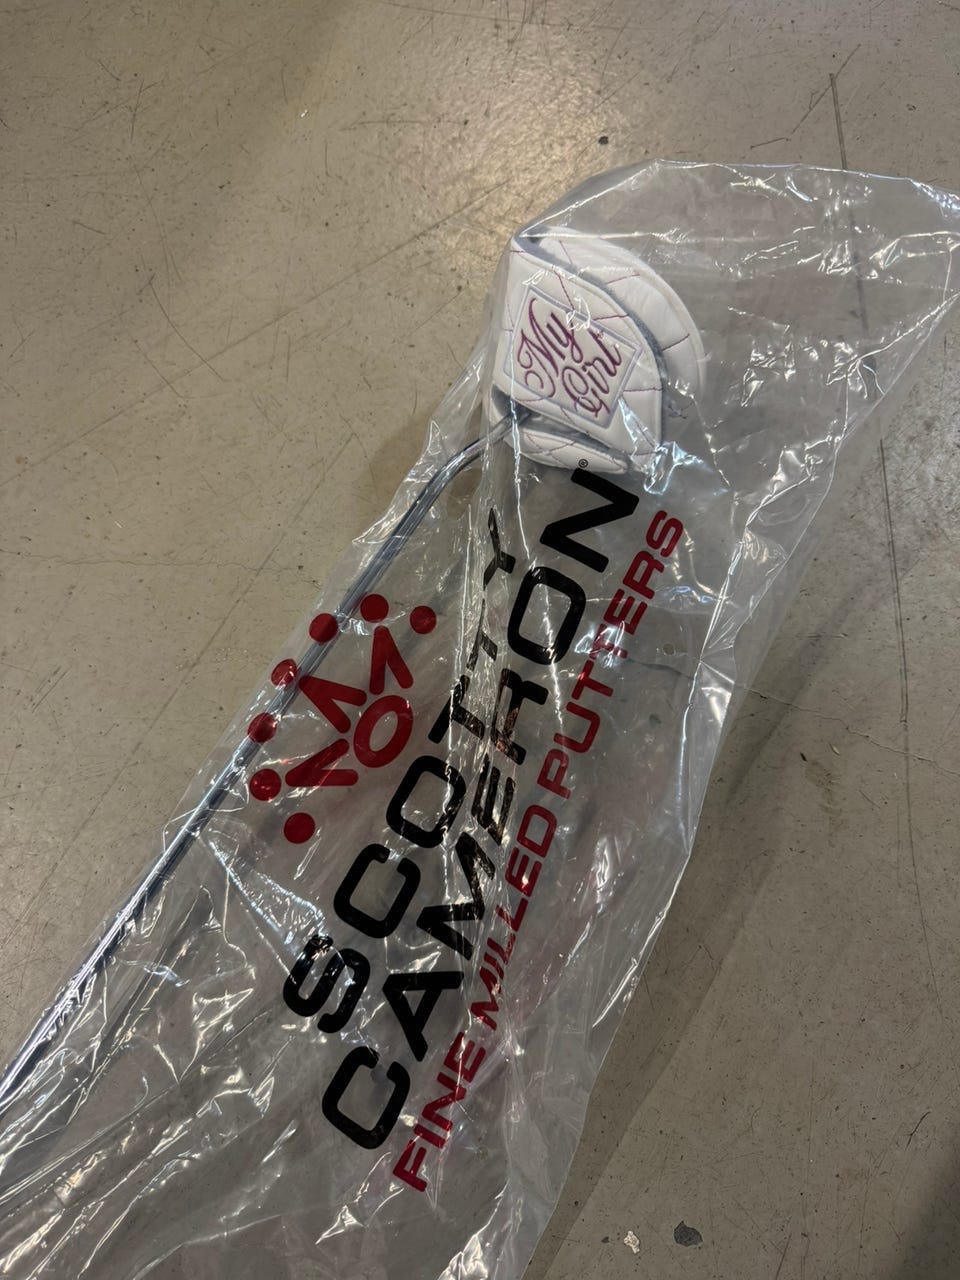 My
Girl
SCOTTY
CAMERON®
FINE MILLED PUTTERS